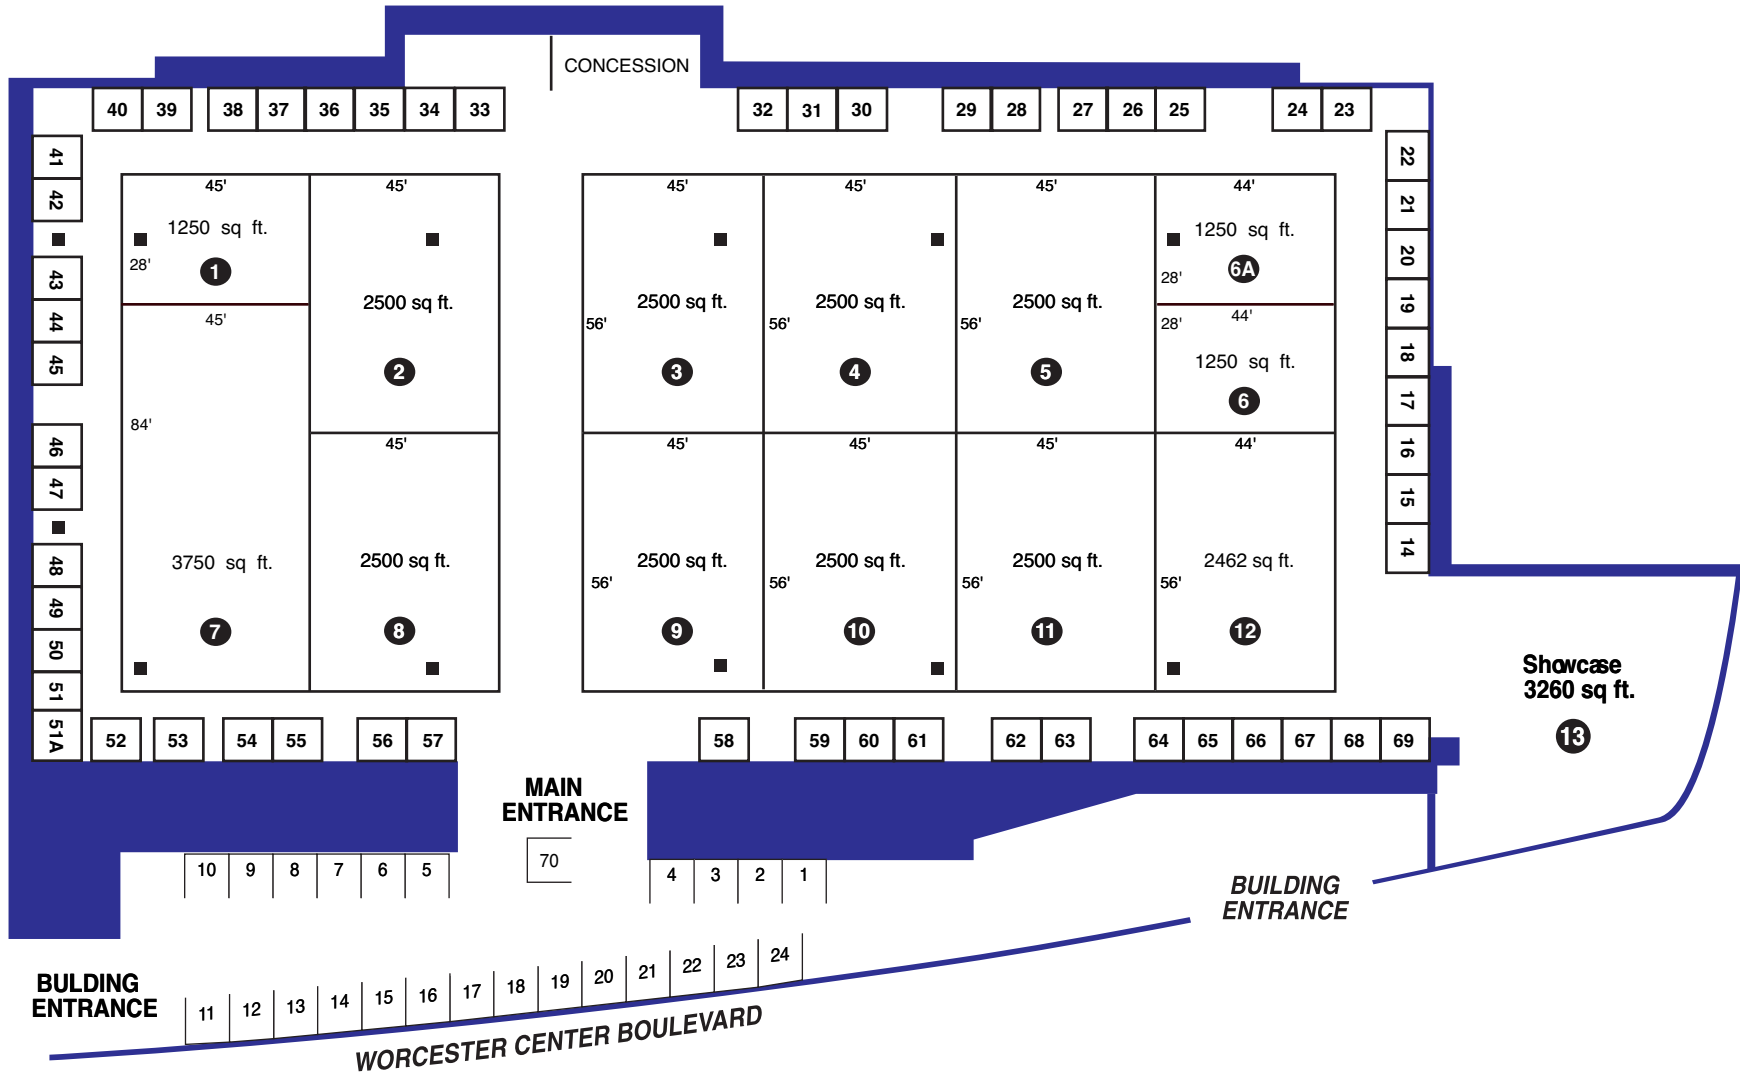 CONCESSION
40 39 38 37 36 35 34 33 32 31 30 29 28 27 26 25 24 23
41
42
43
44
45
46
47
48
49
50
51
51A
45'
1250 sq ft.
28'
1
45'
2500 sq ft.
2
45'
2500 sq ft.
56'
3
45'
2500 sq ft.
56'
4
45'
2500 sq ft.
56'
5
44'
1250 sq ft.
6A
28'
28'
44'
1250 sq ft.
6
45'
84'
3750 sq ft.
7
45'
2500 sq ft.
8
45'
2500 sq ft.
56'
9
45'
2500 sq ft.
56'
10
45'
2500 sq ft.
56'
11
44'
2462 sq ft.
56'
12
22
21
20
19
18
17
16
15
14
Showcase
3260 sq ft.
13
52 53 54 55 56 57 58 59 60 61 62 63 64 65 66 67 68 69
MAIN
ENTRANCE
70
10 9 8 7 6 5
4 3 2 1
BUILDING
ENTRANCE
BULDING
ENTRANCE
11 12 13 14 15 16 17 18 19 20 21 22 23 24
WORCESTER CENTER BOULEVARD